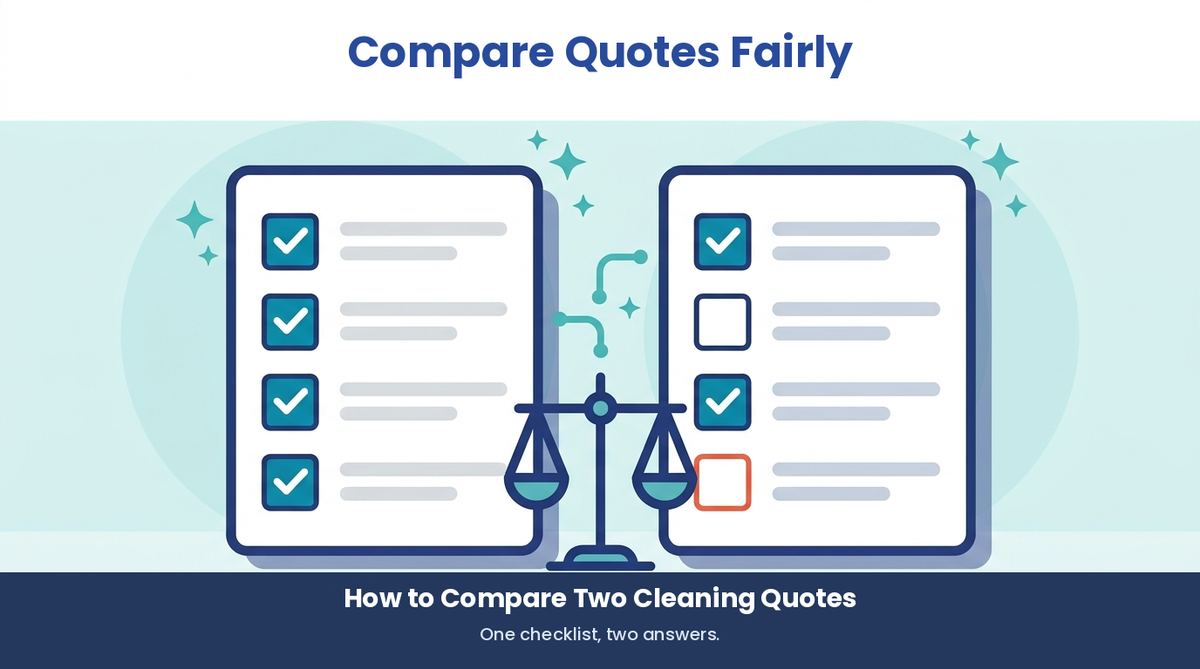 Compare Quotes Fairly
How to Compare Two Cleaning Quotes
One checklist, two answers.